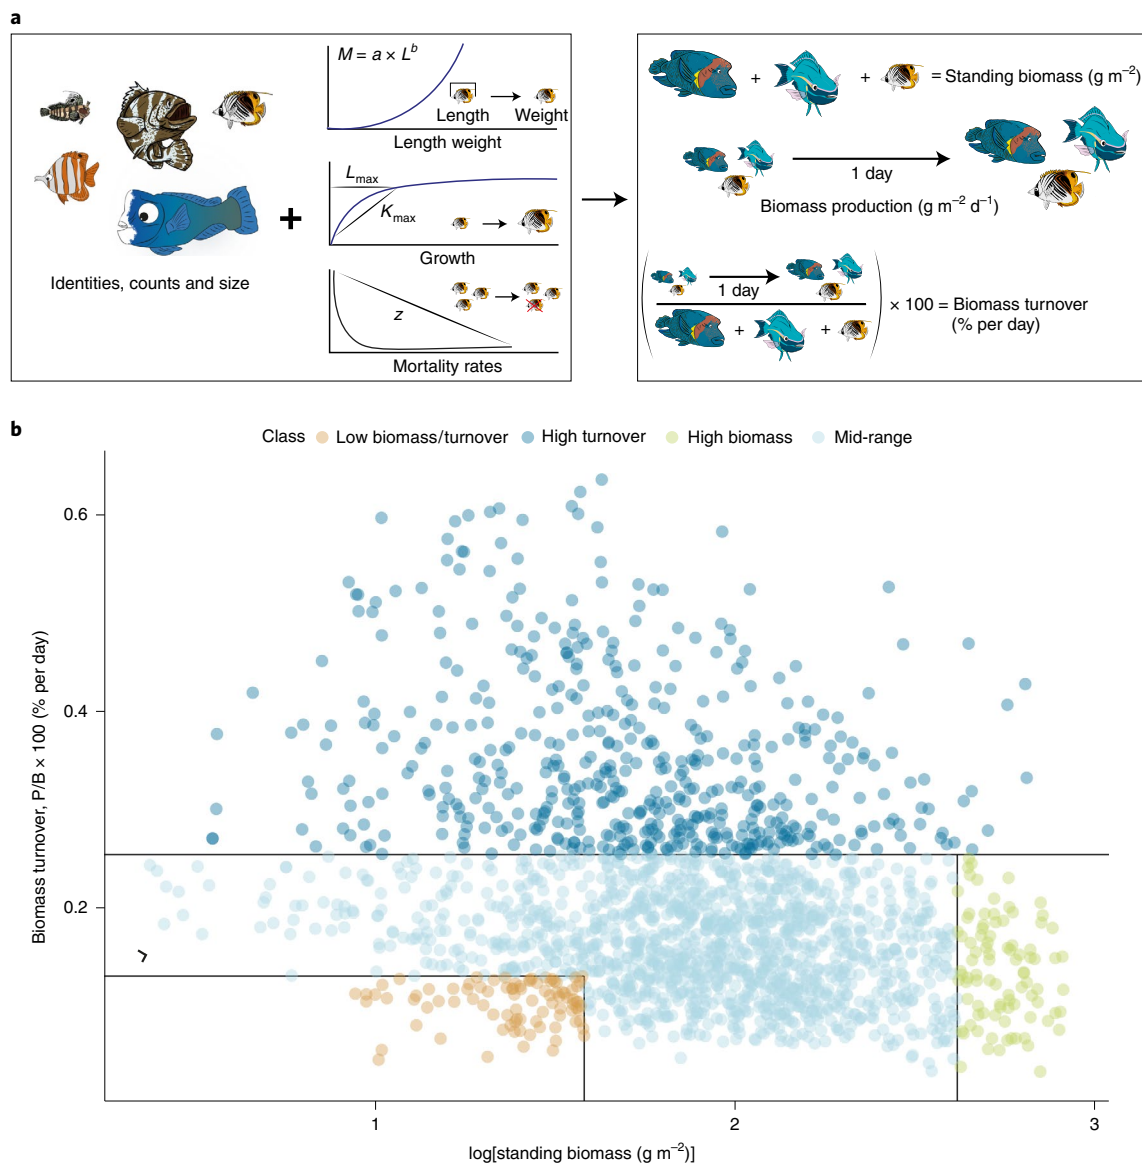 a
M = a × L^b
Length
Weight
Length weight
L_max
K_max
Growth
z
Mortality rates
Identities, counts and size
+
+ + = Standing biomass (g m⁻²)
1 day
Biomass production (g m⁻² d⁻¹)
1 day
+ +
× 100 = Biomass turnover
(% per day)
b
Class Low biomass/turnover High turnover High biomass Mid-range
Biomass turnover, P/B × 100 (% per day)
0.6
0.4
0.2
1 2 3
log[standing biomass (g m⁻²)]